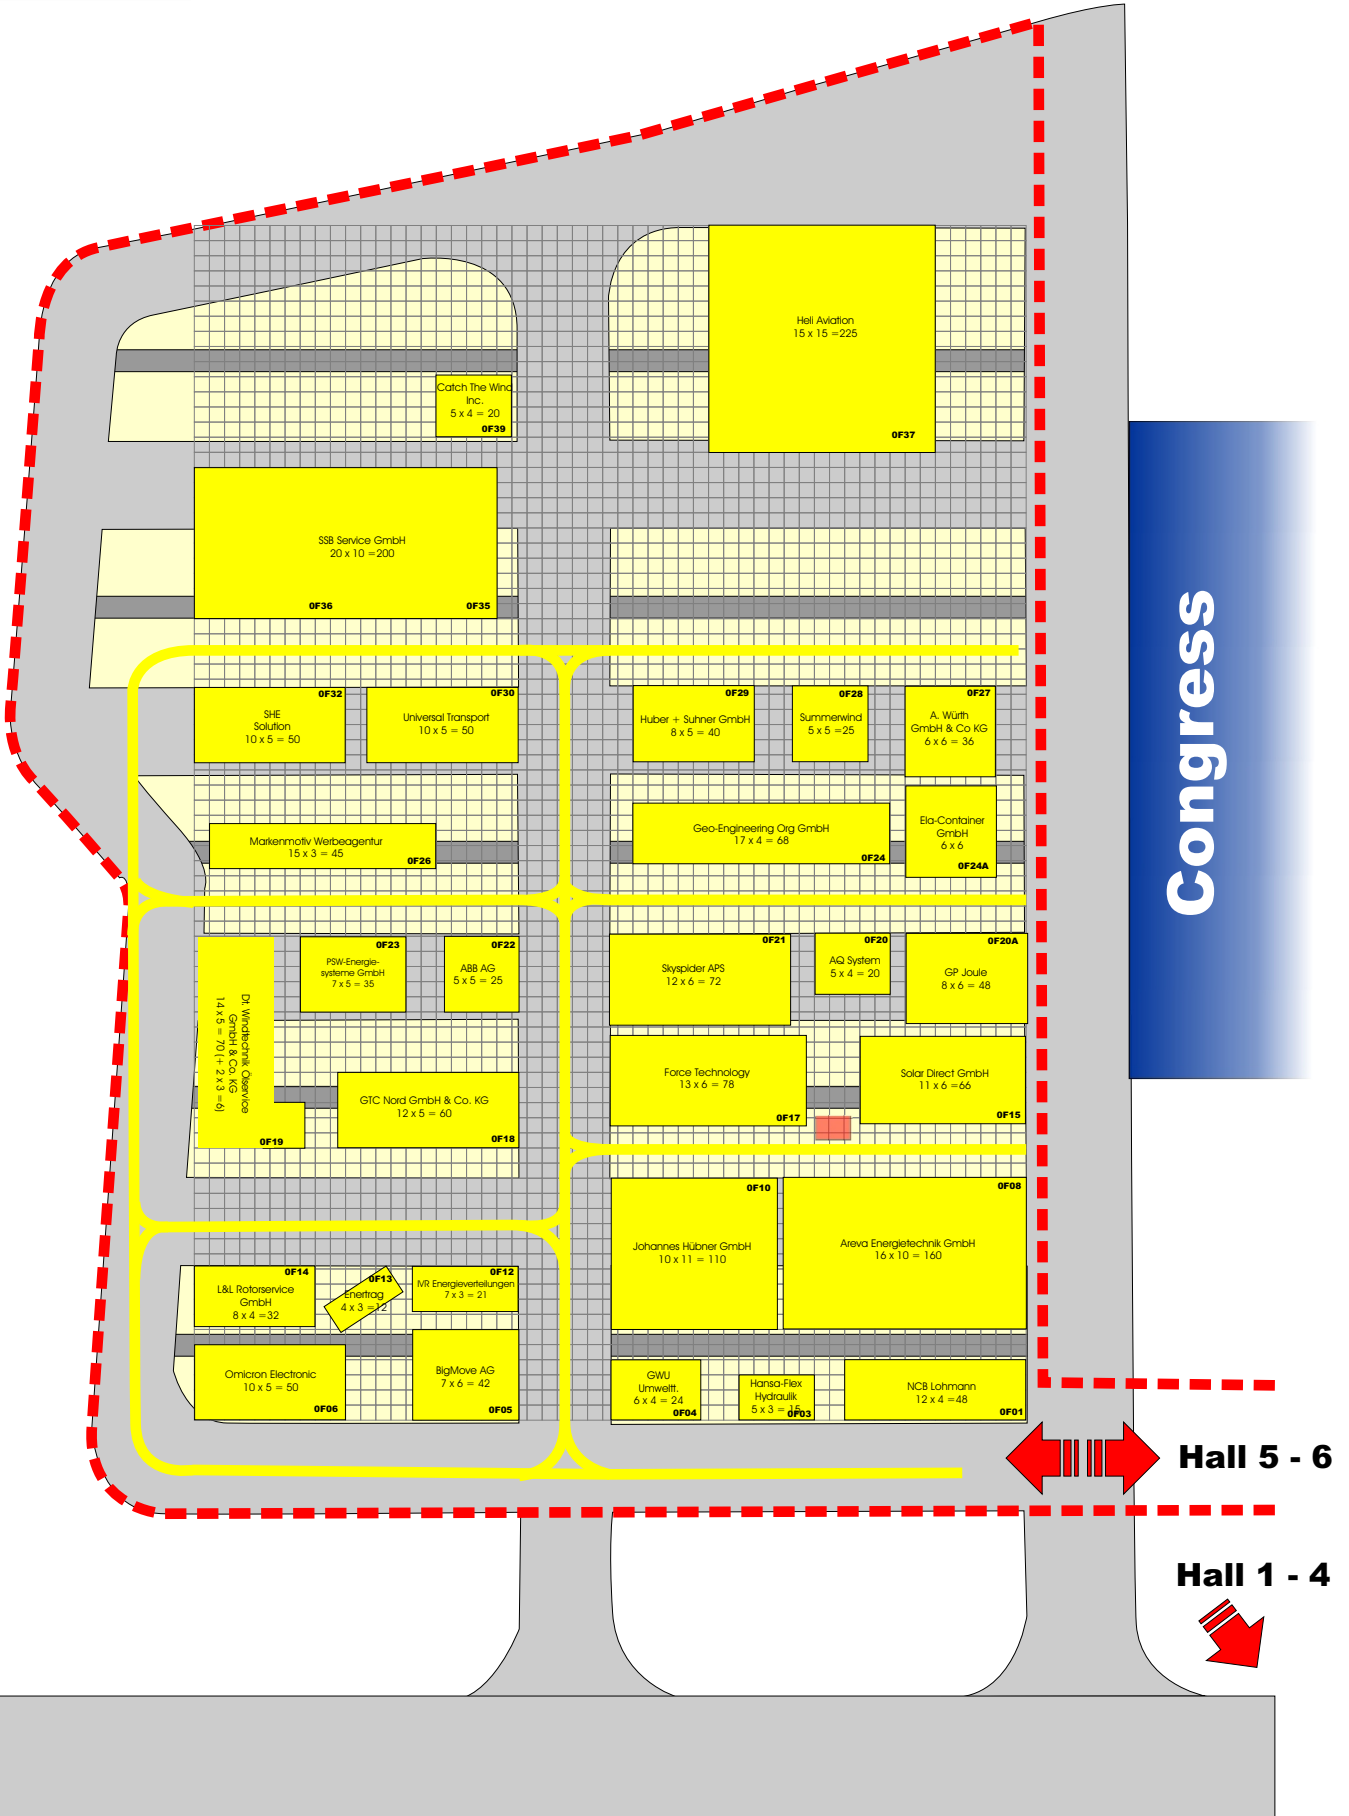 Heli Aviation
15 x 15 =225
0F37
Catch The Wind
Inc.
5 x 4 = 20
0F39
SSB Service GmbH
20 x 10 =200
0F36
0F35
0F32
SHE
Solution
10 x 5 = 50
0F30
Universal Transport
10 x 5 = 50
0F29
Huber + Suhner GmbH
8 x 5 = 40
0F28
Summerwind
5 x 5 =25
0F27
A. Würth
GmbH & Co KG
6 x 6 = 36
Markenmotiv Werbeagentur
15 x 3 = 45
0F26
Geo-Engineering Org GmbH
17 x 4 = 68
0F24
Ela-Container
GmbH
6 x 6
0F24A
Congress
Dt. Windtechnik Ölservice
GmbH & Co. KG
14 x 5 = 70 (+ 2 x 3 =6)
0F19
0F23
PSW-Energie-
systeme GmbH
7 x 5 = 35
0F22
ABB AG
5 x 5 = 25
0F21
Skyspider APS
12 x 6 = 72
0F20
AQ System
5 x 4 = 20
0F20A
GP Joule
8 x 6 = 48
GTC Nord GmbH & Co. KG
12 x 5 = 60
0F18
Force Technology
13 x 6 = 78
0F17
Solar Direct GmbH
11 x 6 =66
0F15
0F10
Johannes Hübner GmbH
10 x 11 = 110
0F08
Areva Energietechnik GmbH
16 x 10 = 160
0F14
L&L Rotorservice
GmbH
8 x 4 =32
0F13
Enertrag
4 x 3 =12
0F12
IVR Energieverteilungen
7 x 3 = 21
Omicron Electronic
10 x 5 = 50
0F06
BigMove AG
7 x 6 = 42
0F05
GWU
Umweltt.
6 x 4 = 24
0F04
Hansa-Flex
Hydraulik
5 x 3 = 15
0F03
NCB Lohmann
12 x 4 =48
0F01
Hall 5 - 6
Hall 1 - 4